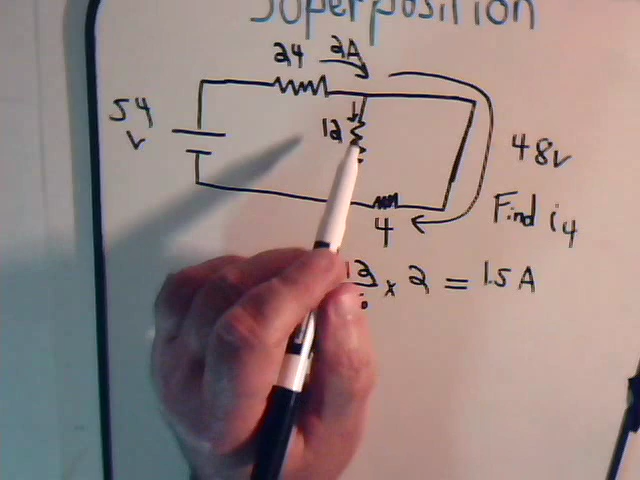 Superposition
24 2A
54
v
12
48v
4
Find i4
12 x 2 = 1.5 A